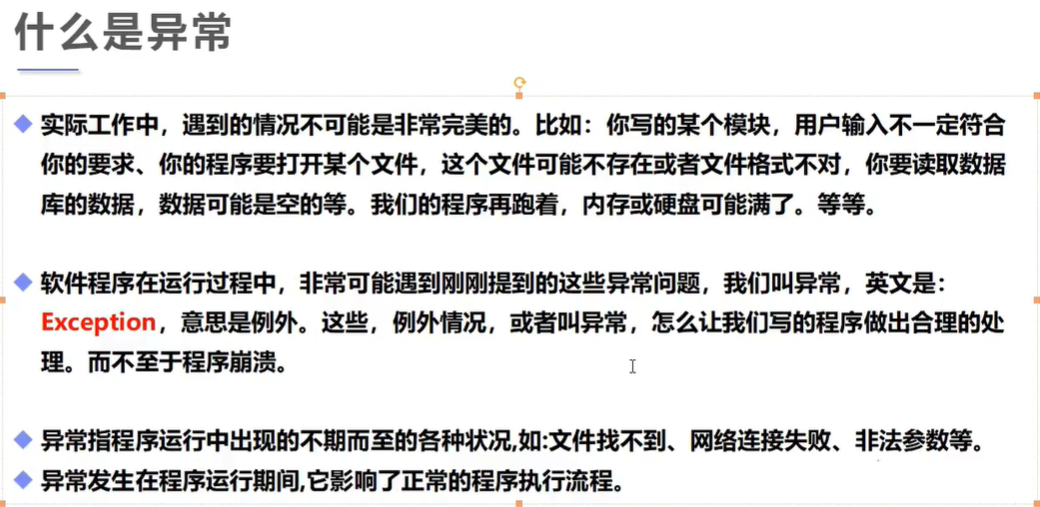 什么是异常
实际工作中，遇到的情况不可能是非常完美的。比如：你写的某个模块，用户输入不一定符合
你的要求、你的程序要打开某个文件，这个文件可能不存在或者文件格式不对，你要读取数据
库的数据，数据可能是空的等。我们的程序再跑着，内存或硬盘可能满了。等等。
软件程序在运行过程中，非常可能遇到刚刚提到的这些异常问题，我们叫异常，英文是：
Exception，意思是例外。这些，例外情况，或者叫异常，怎么让我们写的程序做出合理的处
理。而不至于程序崩溃。
异常指程序运行中出现的不期而至的各种状况,如:文件找不到、网络连接失败、非法参数等。
异常发生在程序运行期间,它影响了正常的程序执行流程。